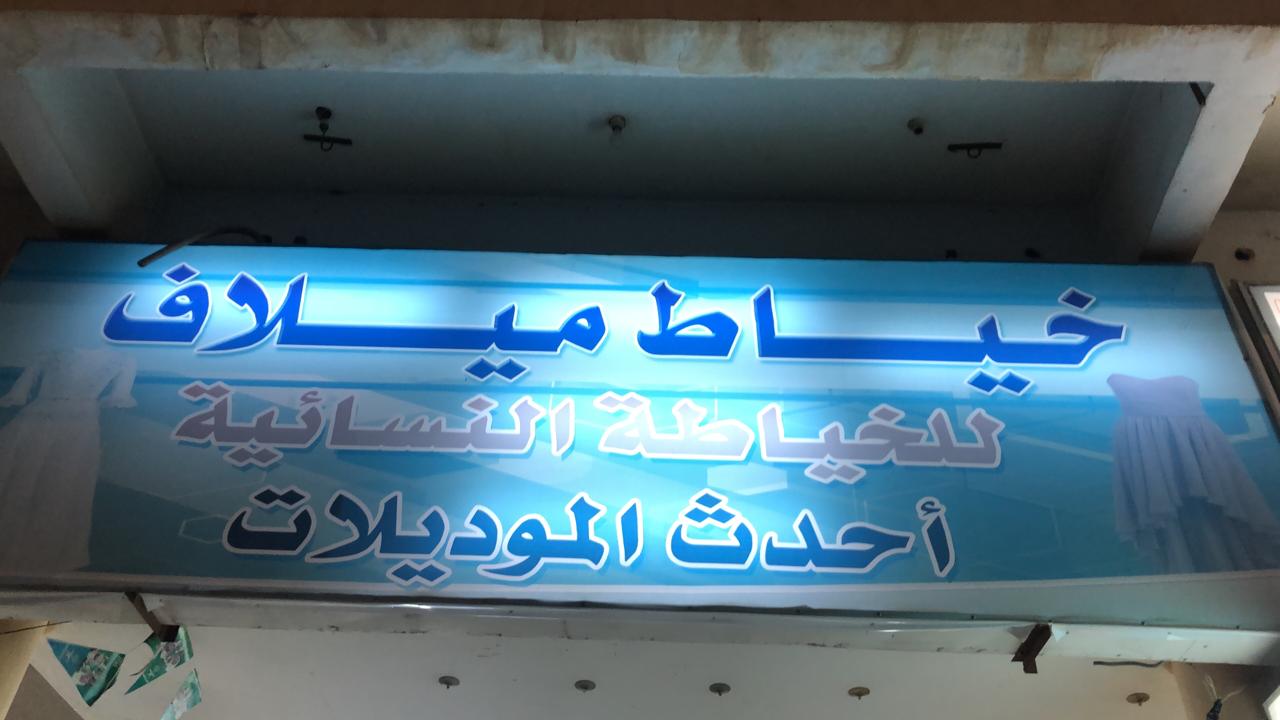 خياط ميلاف
للخياطة النسائية
أحدث الموديلات